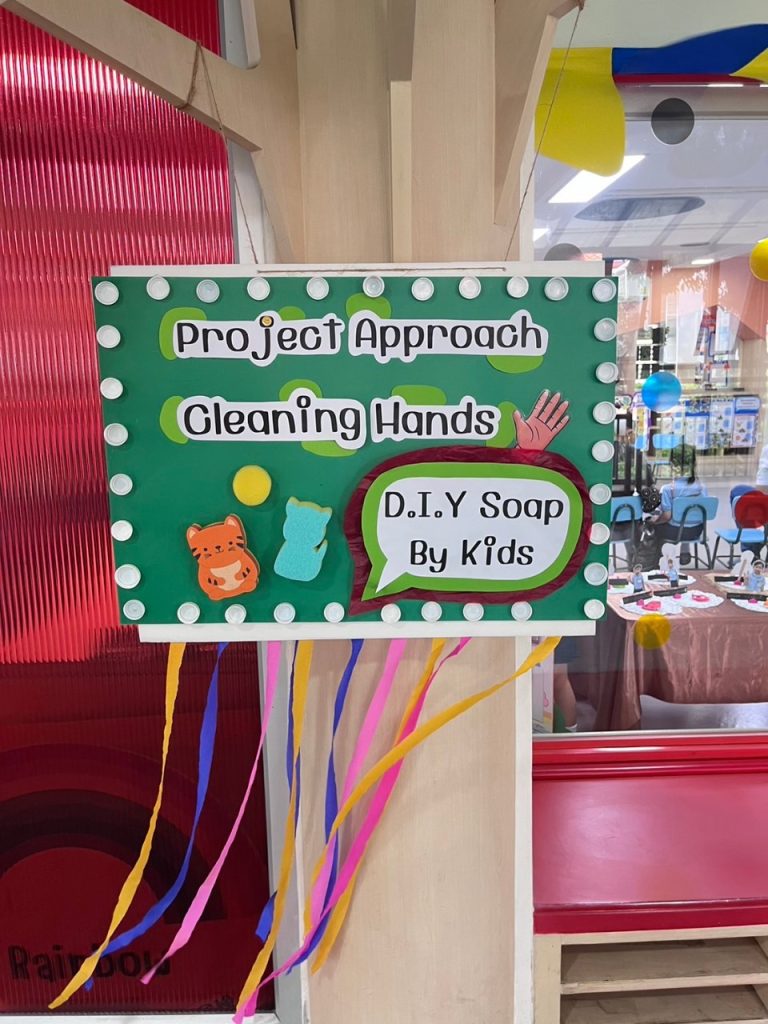 Project Approach
Cleaning Hands
D.I.Y Soap
By Kids
Rainbow